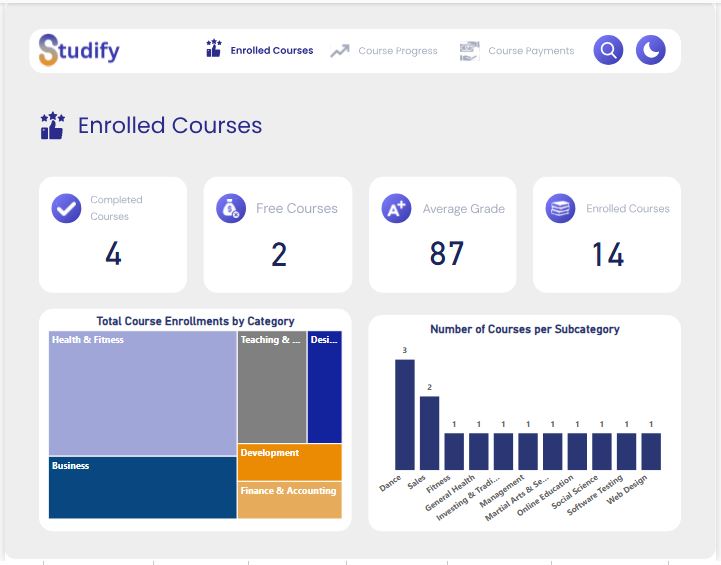 Studify
Enrolled Courses
Course Progress
Course Payments
Enrolled Courses
Completed
Courses
4
Free Courses
2
A+
Average Grade
87
Enrolled Courses
14
Total Course Enrollments by Category
Health & Fitness
Teaching & ...
Desi...
Business
Development
Finance & Accounting
Number of Courses per Subcategory
3
2
1
1
1
1
1
1
1
1
1
Dance
Sales
Fitness
General Health
Investing & Tradi...
Management
Martial Arts & Se...
Online Education
Social Science
Software Testing
Web Design